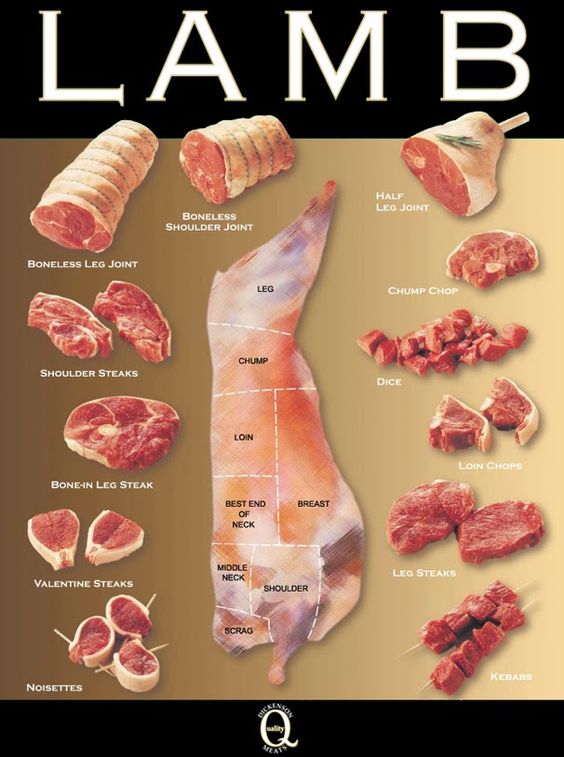 LAMB
BONELESS LEG JOINT
BONELESS
SHOULDER JOINT
HALF
LEG JOINT
SHOULDER STEAKS
CHUMP CHOP
DICE
BONE-IN LEG STEAK
LOIN CHOPS
VALENTINE STEAKS
LEG STEAKS
NOISETTES
KEBABS
LEG
CHUMP
LOIN
BEST END
OF
NECK
BREAST
MIDDLE
NECK
SHOULDER
SCRAG
DICKENSON
Quality
MEATS